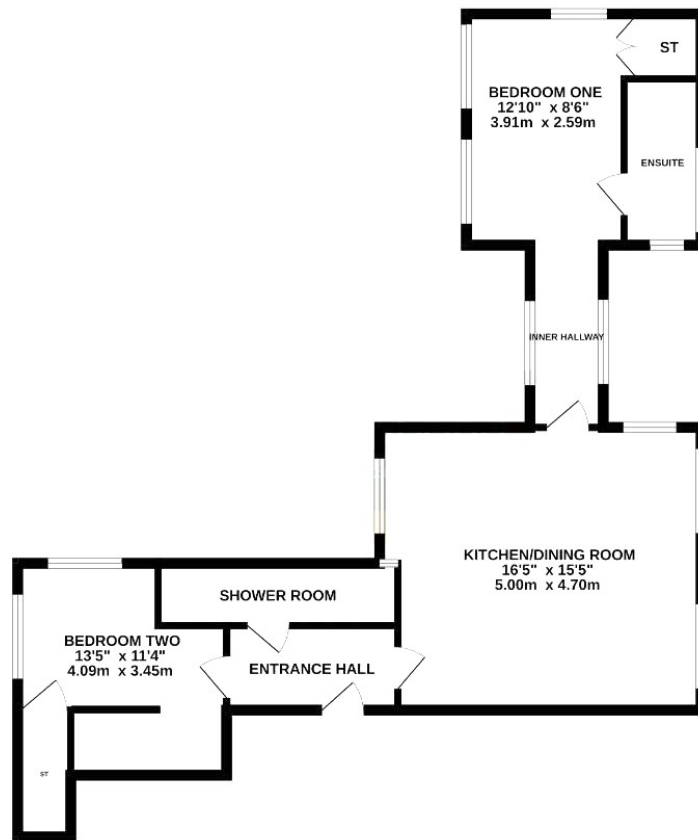 ST
BEDROOM ONE
12'10" x 8'6"
3.91m x 2.59m
ENSUITE
INNER HALLWAY
KITCHEN/DINING ROOM
16'5" x 15'5"
5.00m x 4.70m
SHOWER ROOM
BEDROOM TWO
13'5" x 11'4"
4.09m x 3.45m
ENTRANCE HALL
ST